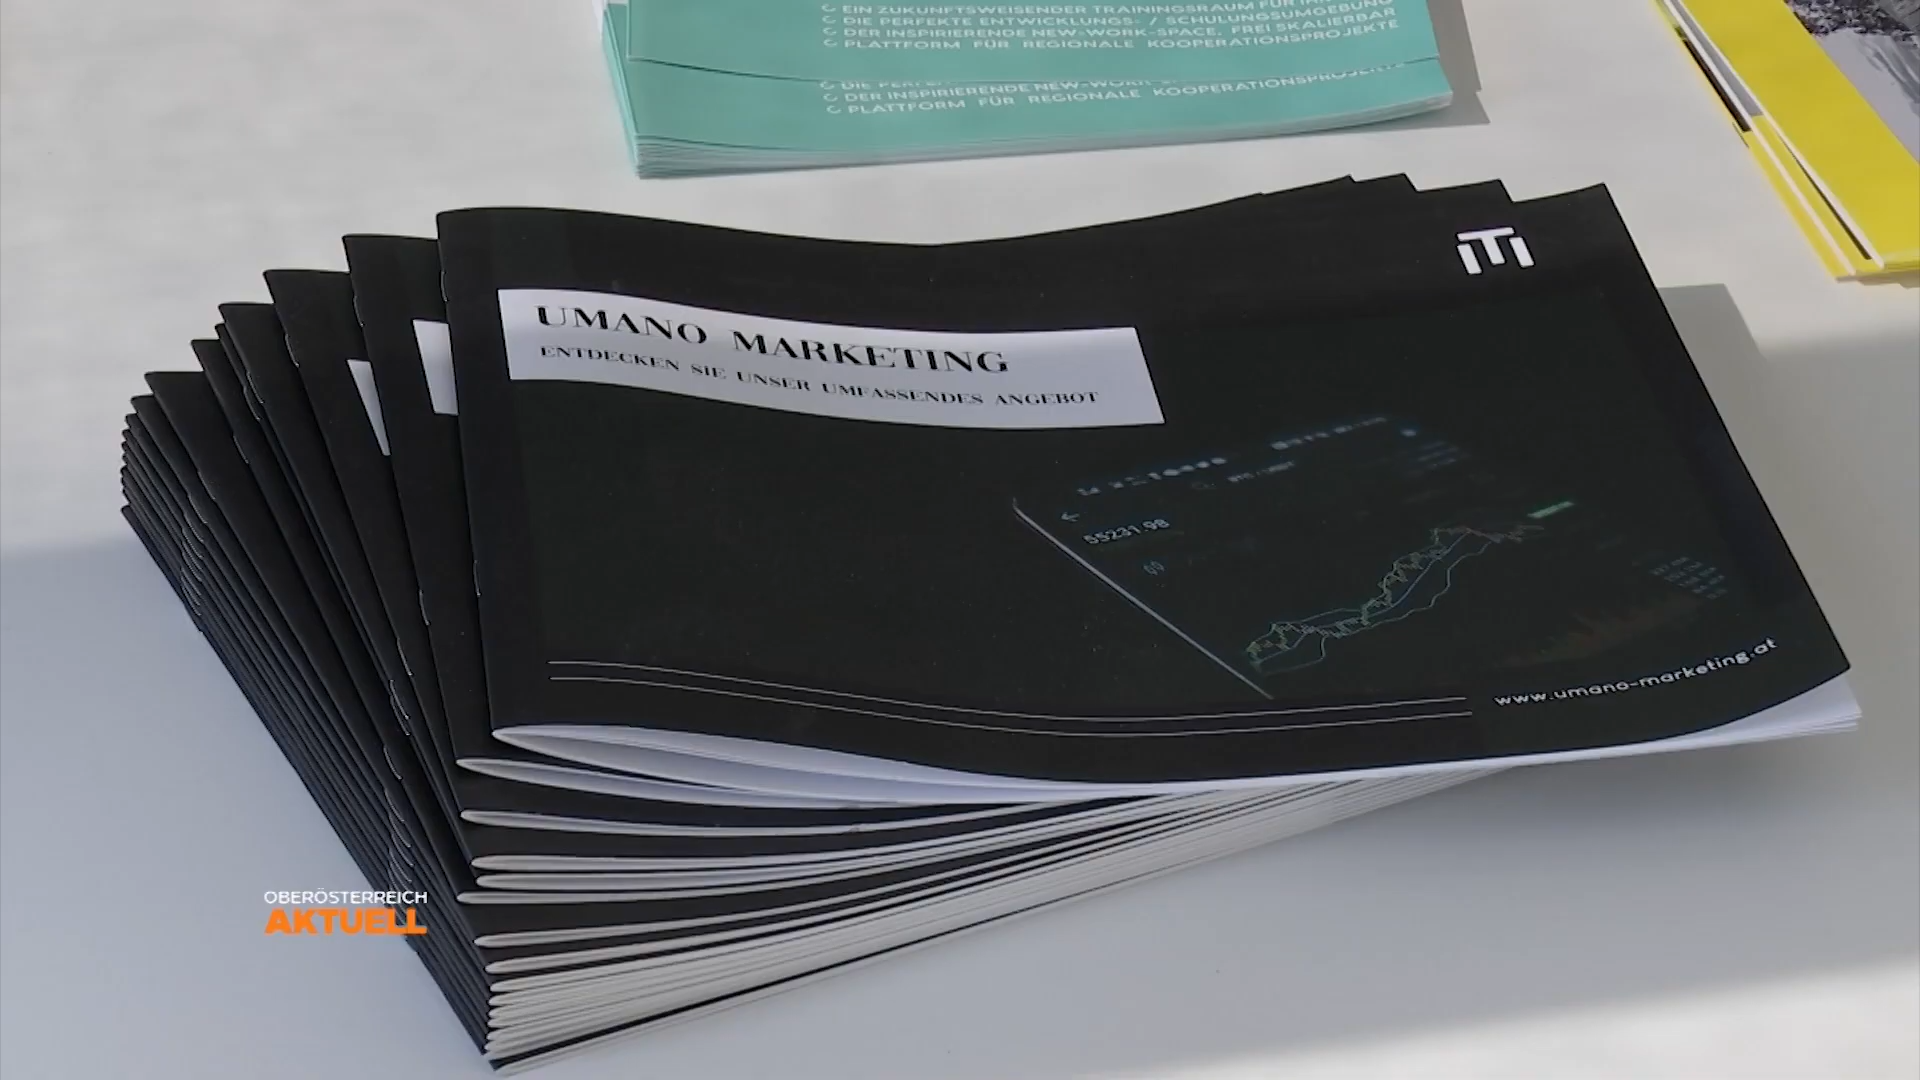 EIN ZUKUNFTSWEISENDER TRAININGSRAUM FÜR
DIE PERFEKTE ENTWICKLUNGS- / SCHULUNGSUMGEBUNG
DER INSPIRIERENDE NEW-WORK-SPACE, FREI SKALIERBAR
PLATTFORM FÜR REGIONALE KOOPERATIONSPROJEKTE
DER INSPIRIERENDE NEW-WORK
PLATTFORM FÜR REGIONALE KOOPERATIONSPROJEKTE
UMANO MARKETING
ENTDECKEN SIE UNSER UMFASSENDES ANGEBOT
55231.98
www.umano-marketing.at
OBERÖSTERREICH
AKTUELL